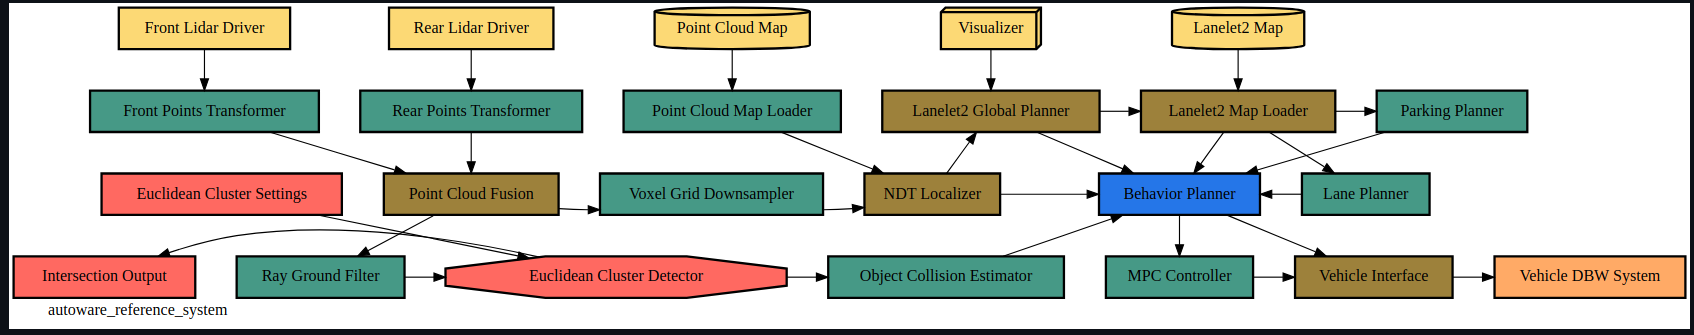 Front Lidar Driver
Rear Lidar Driver
Point Cloud Map
Visualizer
Lanelet2 Map
Front Points Transformer
Rear Points Transformer
Point Cloud Map Loader
Lanelet2 Global Planner
Lanelet2 Map Loader
Parking Planner
Euclidean Cluster Settings
Point Cloud Fusion
Voxel Grid Downsampler
NDT Localizer
Behavior Planner
Lane Planner
Intersection Output
Ray Ground Filter
Euclidean Cluster Detector
Object Collision Estimator
MPC Controller
Vehicle Interface
Vehicle DBW System
autoware_reference_system